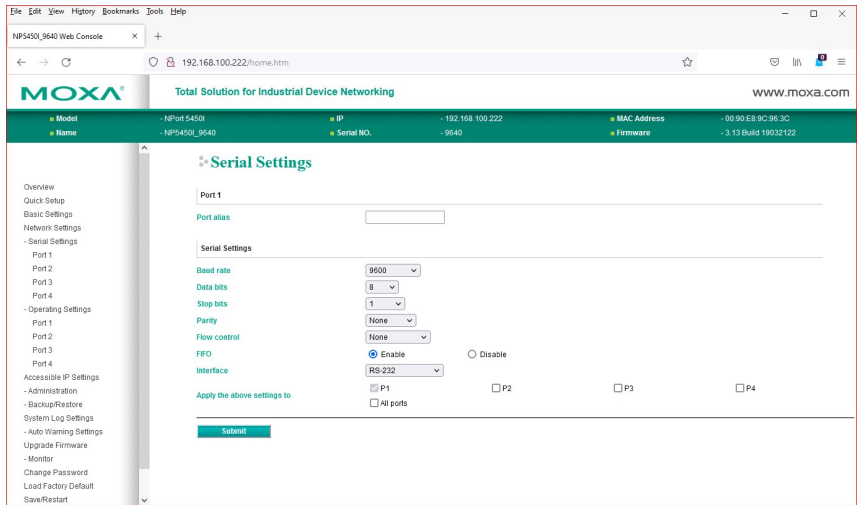 File Edit View History Bookmarks Tools Help
NP5450I_9640 Web Console
192.168.100.222/home.htm
MOXA®
Total Solution for Industrial Device Networking
www.moxa.com
Model - NPort 5450I IP - 192.168.100.222 MAC Address - 00:90:E8:9C:96:3C
Name - NP5450I_9640 Serial NO. - 9640 Firmware - 3.13 Build 19032122
Overview
Quick Setup
Basic Settings
Network Settings
- Serial Settings
Port 1
Port 2
Port 3
Port 4
- Operating Settings
Port 1
Port 2
Port 3
Port 4
Accessible IP Settings
- Administration
- Backup/Restore
System Log Settings
- Auto Warning Settings
Upgrade Firmware
- Monitor
Change Password
Load Factory Default
Save/Restart
Serial Settings
Port 1
Port alias
Serial Settings
Baud rate 9600
Data bits 8
Stop bits 1
Parity None
Flow control None
FIFO Enable Disable
Interface RS-232
Apply the above settings to P1 P2 P3 P4
All ports
Submit